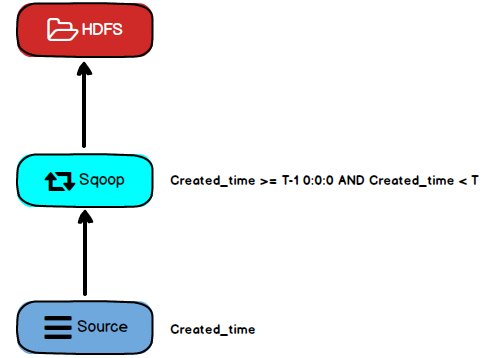 HDFS
Sqoop
Created_time >= T-1 0:0:0 AND Created_time < T
Source
Created_time